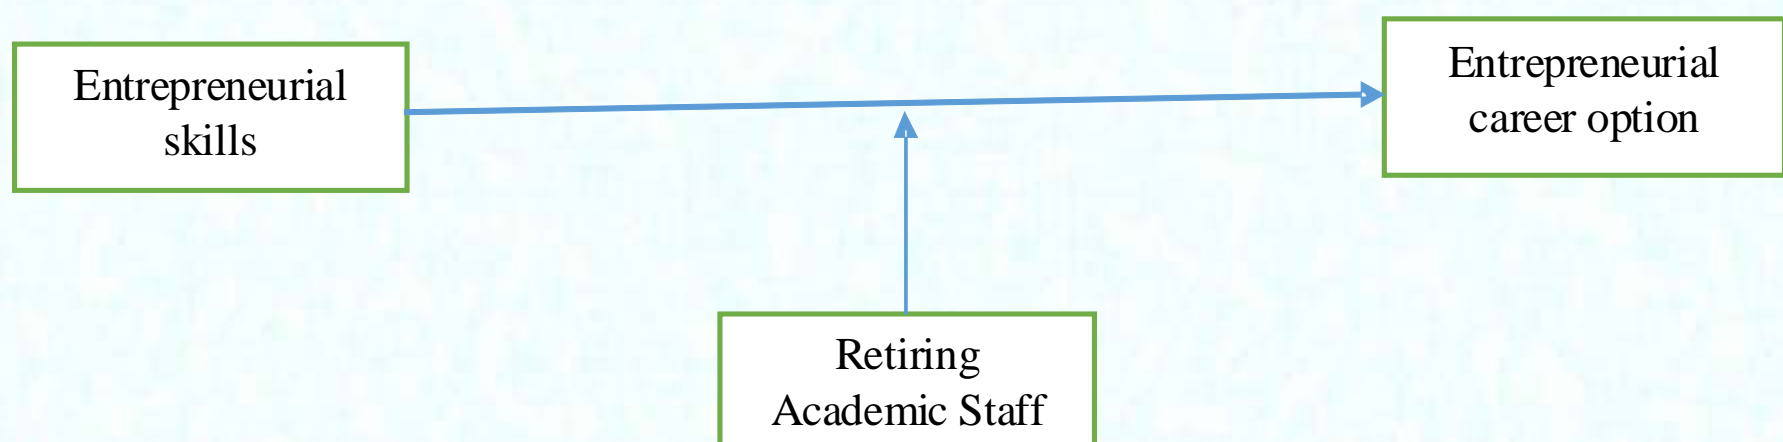 Entrepreneurial
skills
Entrepreneurial
career option
Retiring
Academic Staff